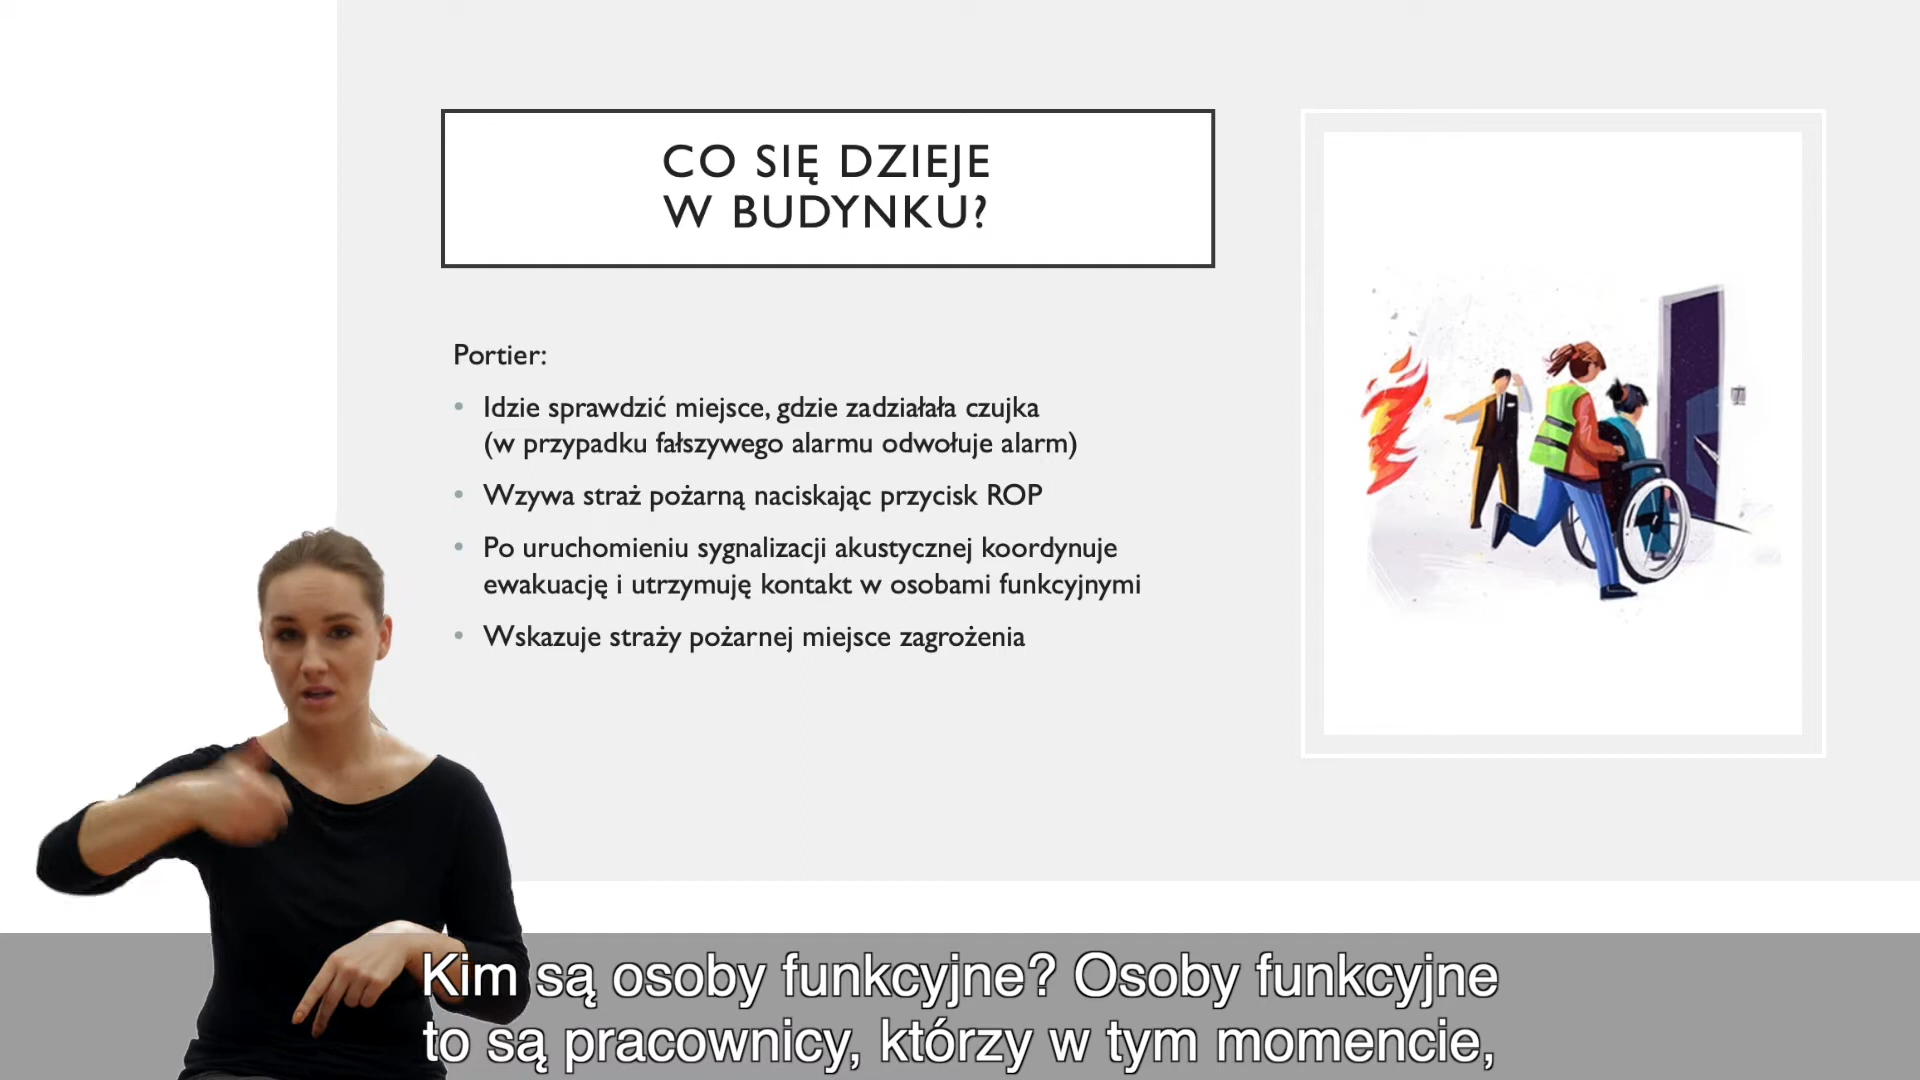 CO SIĘ DZIEJE
W BUDYNKU?
Portier:
• Idzie sprawdzić miejsce, gdzie zadziałała czujka
(w przypadku fałszywego alarmu odwołuje alarm)
• Wzywa straż pożarną naciskając przycisk ROP
• Po uruchomieniu sygnalizacji akustycznej koordynuje
ewakuację i utrzymuję kontakt w osobami funkcyjnymi
• Wskazuje straży pożarnej miejsce zagrożenia
Kim są osoby funkcyjne? Osoby funkcyjne
to są pracownicy, którzy w tym momencie,